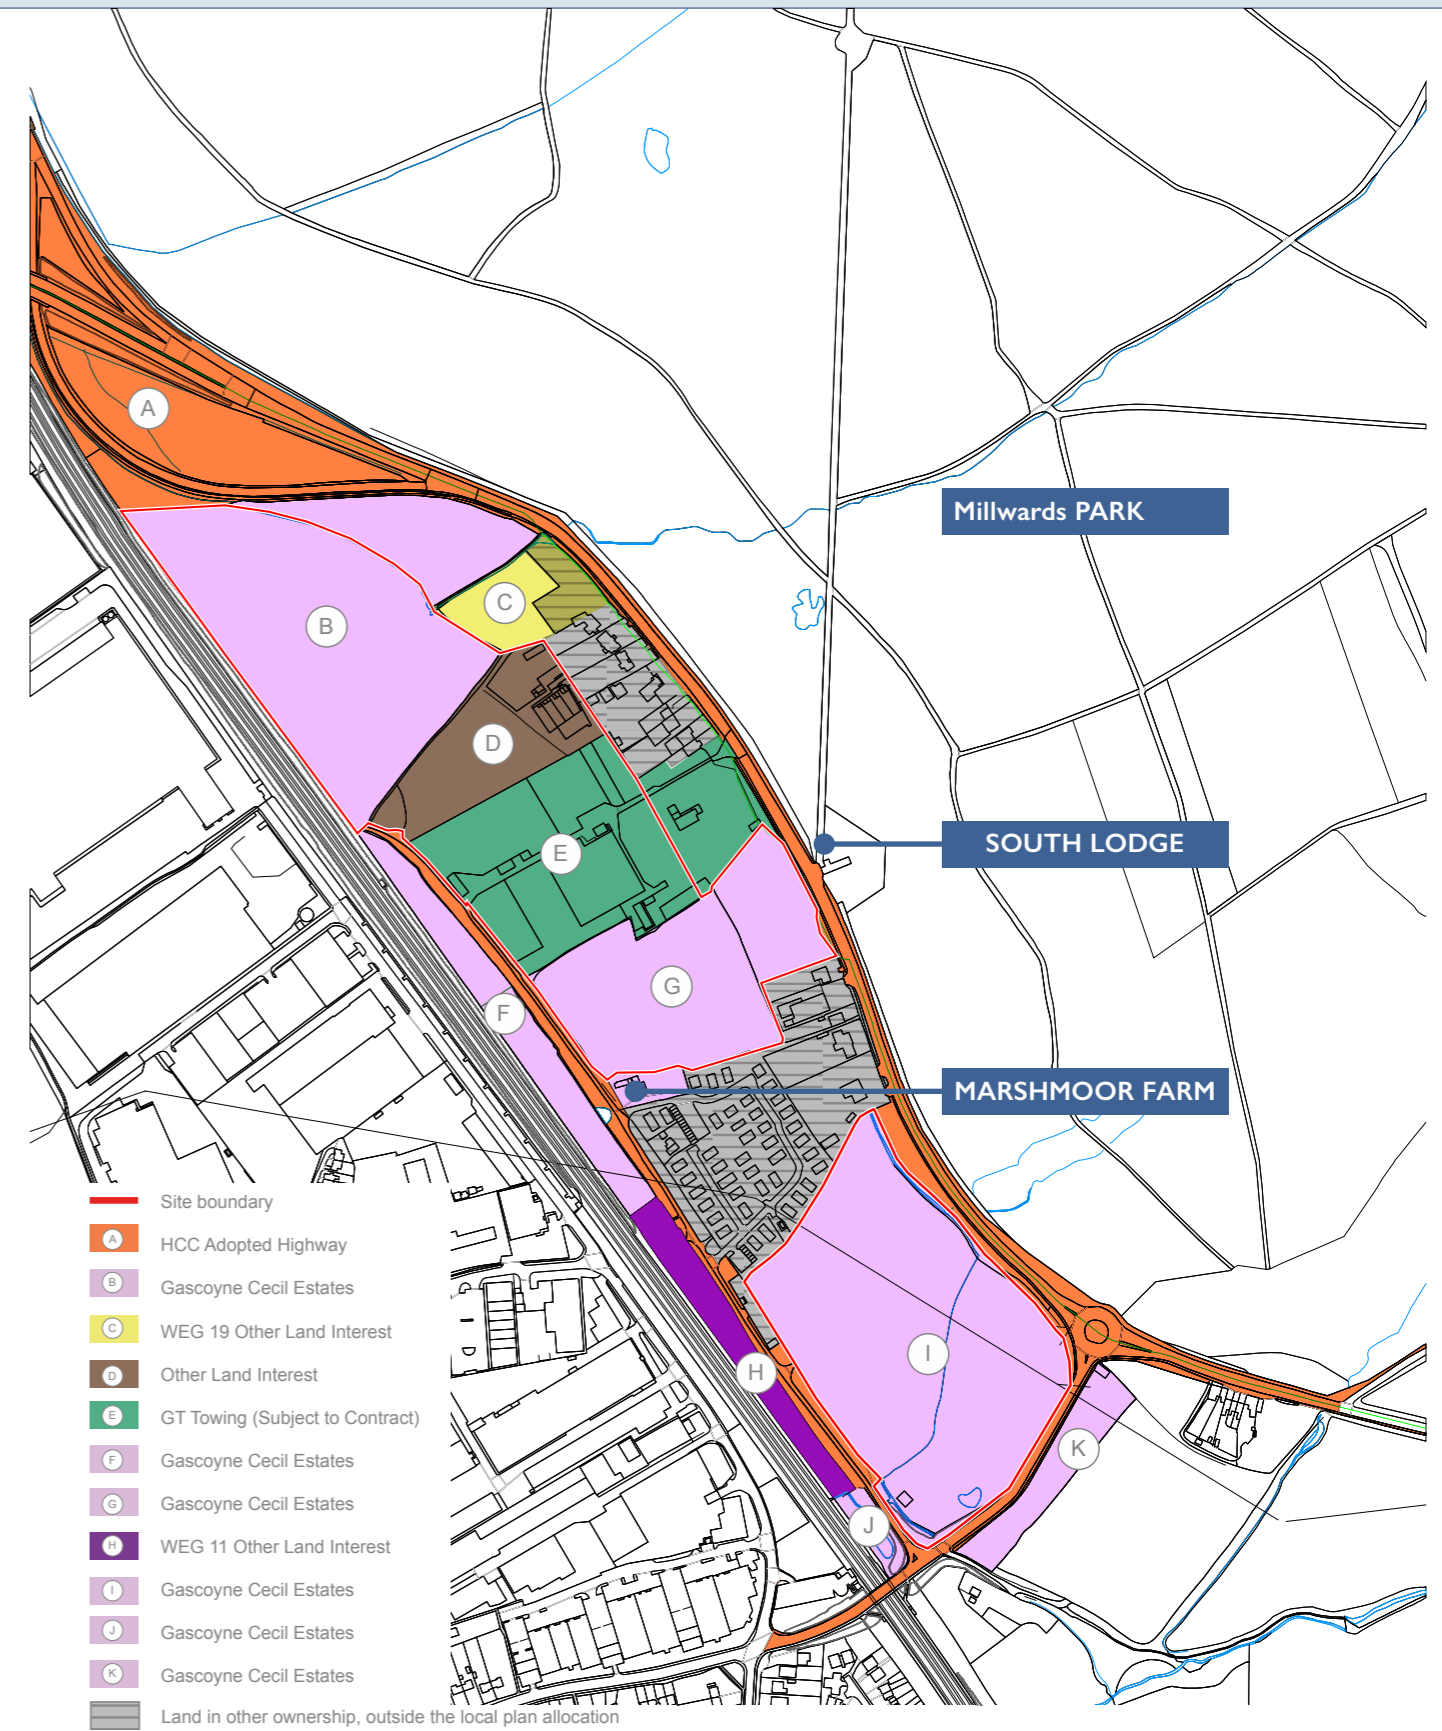 A
Millwards PARK
C
B
D
SOUTH LODGE
E
G
F
MARSHMOOR FARM
I
H
K
J
Site boundary
A HCC Adopted Highway
B Gascoyne Cecil Estates
C WEG 19 Other Land Interest
D Other Land Interest
E GT Towing (Subject to Contract)
F Gascoyne Cecil Estates
G Gascoyne Cecil Estates
H WEG 11 Other Land Interest
I Gascoyne Cecil Estates
J Gascoyne Cecil Estates
K Gascoyne Cecil Estates
Land in other ownership, outside the local plan allocation